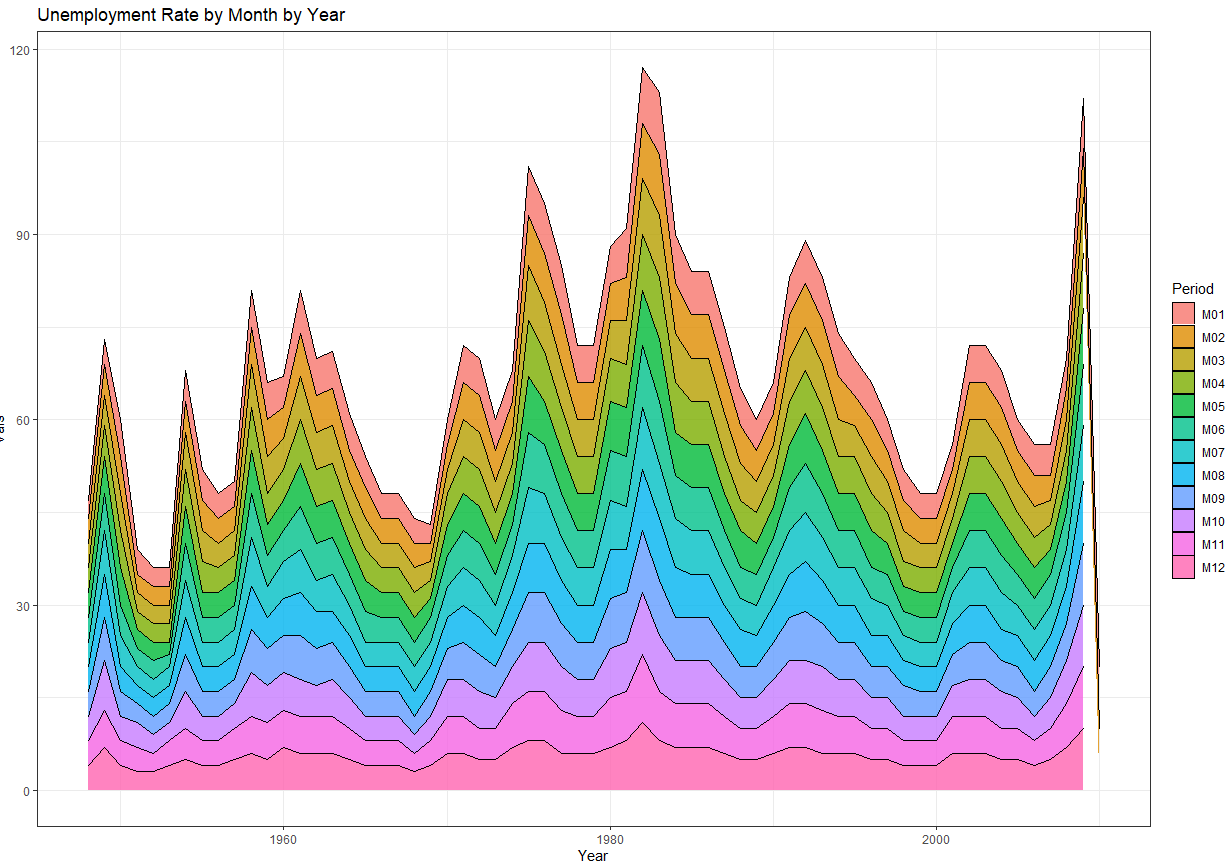 Unemployment Rate by Month by Year
120
90
60
30
0
1960
1980
2000
Year
Period
M01
M02
M03
M04
M05
M06
M07
M08
M09
M10
M11
M12